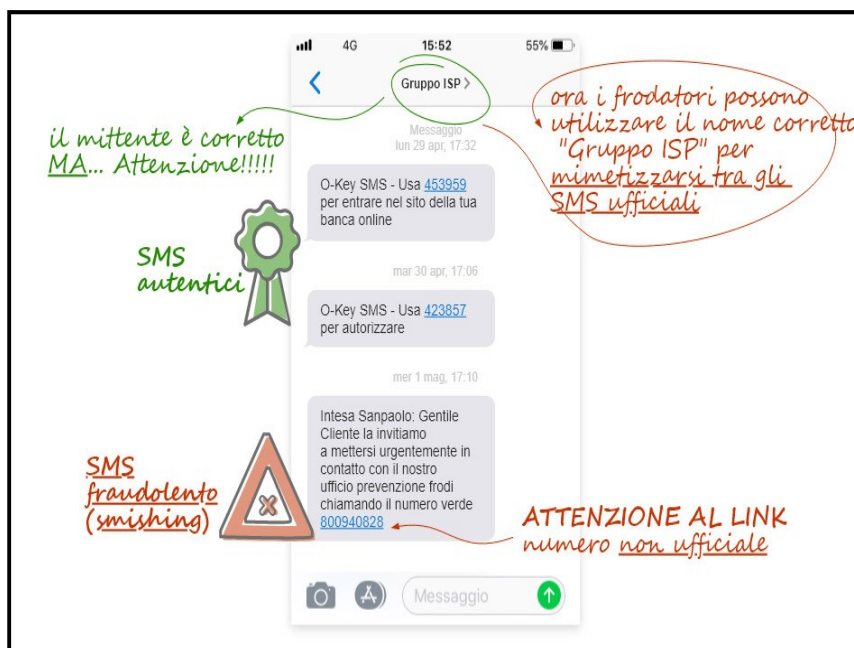 4G 15:52 55%
Gruppo ISP >
il mittente è corretto
MA... Attenzione!!!!!
ora i frodatori possono
utilizzare il nome corretto
"Gruppo ISP" per
mimetizzarsi tra gli
SMS ufficiali
Messaggio
lun 29 apr, 17:32
O-Key SMS - Usa 453959
per entrare nel sito della tua
banca online
SMS
autentici
mar 30 apr, 17:06
O-Key SMS - Usa 423857
per autorizzare
mer 1 mag, 17:10
Intesa Sanpaolo: Gentile
Cliente la invitiamo
a mettersi urgentemente in
contatto con il nostro
ufficio prevenzione frodi
chiamando il numero verde
800940828
SMS
fraudolento
(smishing)
ATTENZIONE AL LINK
numero non ufficiale
Messaggio